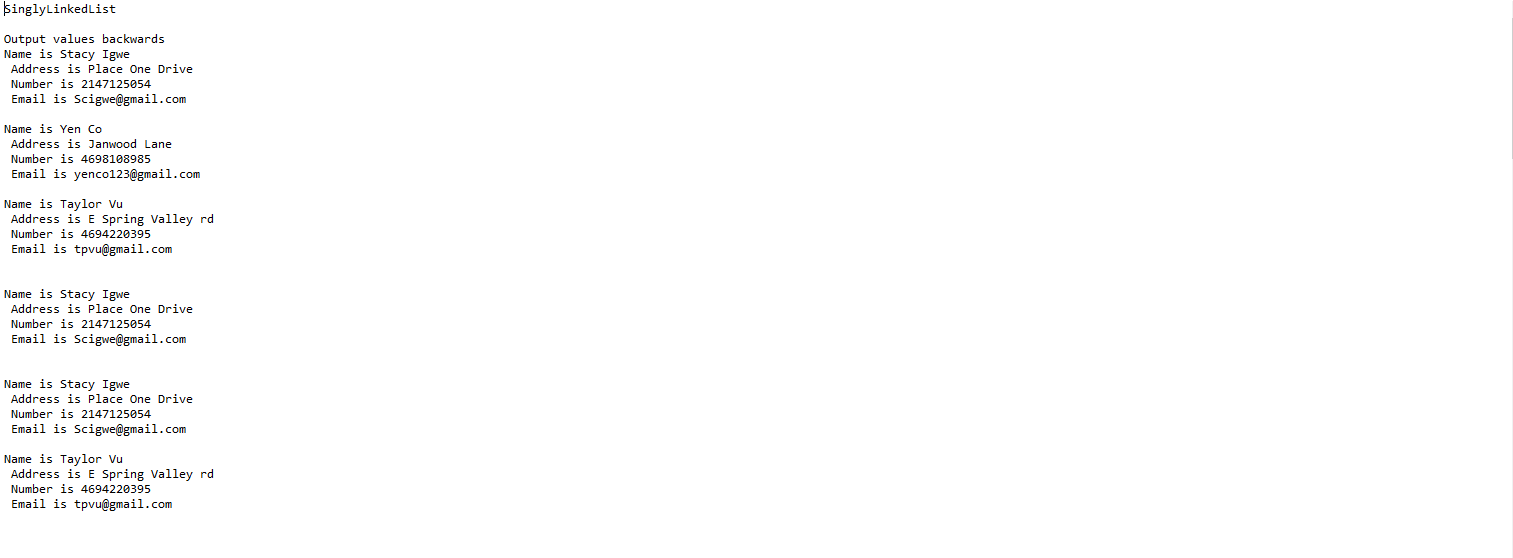 SinglyLinkedList
Output values backwards
Name is Stacy Igwe
Address is Place One Drive
Number is 2147125054
Email is Scigwe@gmail.com
Name is Yen Co
Address is Janwood Lane
Number is 4698108985
Email is yenco123@gmail.com
Name is Taylor Vu
Address is E Spring Valley rd
Number is 4694220395
Email is tpvu@gmail.com
Name is Stacy Igwe
Address is Place One Drive
Number is 2147125054
Email is Scigwe@gmail.com
Name is Stacy Igwe
Address is Place One Drive
Number is 2147125054
Email is Scigwe@gmail.com
Name is Taylor Vu
Address is E Spring Valley rd
Number is 4694220395
Email is tpvu@gmail.com